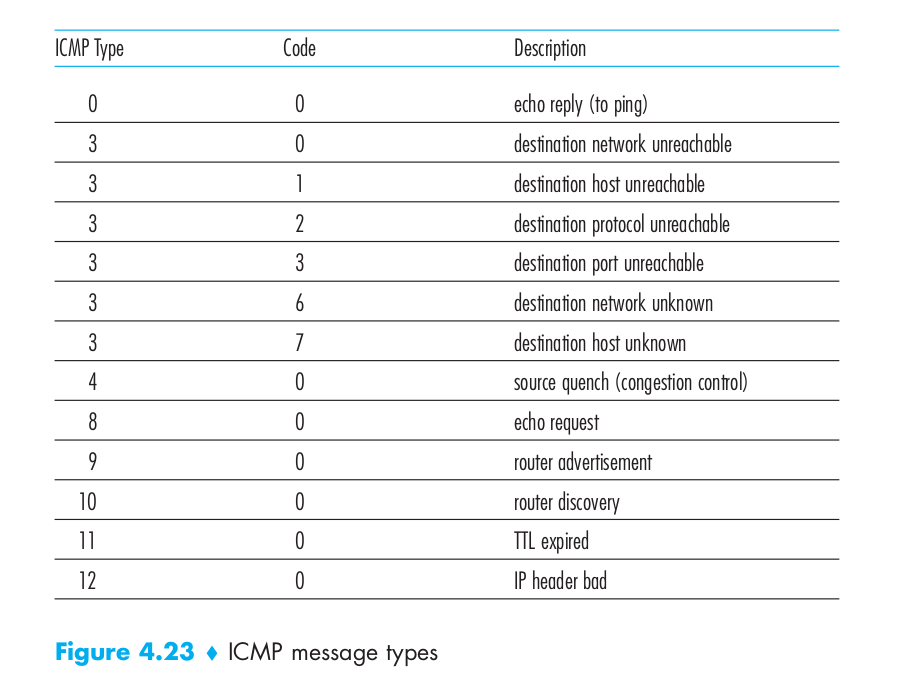 ICMP Type Code Description
0 0 echo reply (to ping)
3 0 destination network unreachable
3 1 destination host unreachable
3 2 destination protocol unreachable
3 3 destination port unreachable
3 6 destination network unknown
3 7 destination host unknown
4 0 source quench (congestion control)
8 0 echo request
9 0 router advertisement
10 0 router discovery
11 0 TTL expired
12 0 IP header bad
Figure 4.23 ♦ ICMP message types